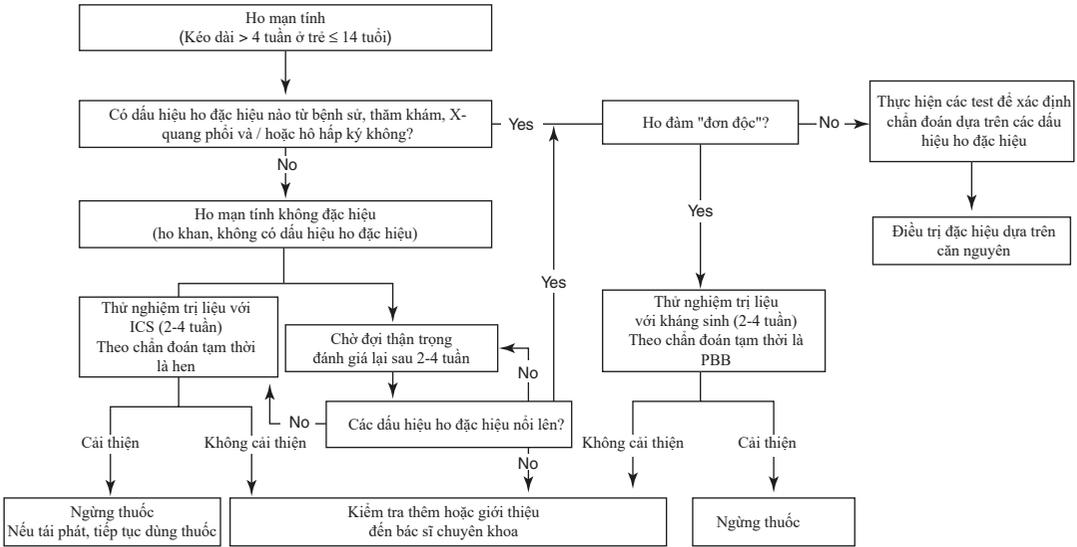 Ho mạn tính
(Kéo dài > 4 tuần ở trẻ ≤ 14 tuổi)
Có dấu hiệu ho đặc hiệu nào từ bệnh sử, thăm khám, X-
quang phổi và / hoặc hô hấp ký không?
Yes
Ho đàm "đơn độc"?
No
Thực hiện các test để xác định
chẩn đoán dựa trên các dấu
hiệu ho đặc hiệu
No
Ho mạn tính không đặc hiệu
(ho khan, không có dấu hiệu ho đặc hiệu)
Yes
Điều trị đặc hiệu dựa trên
căn nguyên
Yes
Thử nghiệm trị liệu với
ICS (2-4 tuần)
Theo chẩn đoán tạm thời
là hen
Chờ đợi thận trọng
đánh giá lại sau 2-4 tuần
Thử nghiệm trị liệu
với kháng sinh (2-4 tuần)
Theo chẩn đoán tạm thời là
PBB
No
No
Các dấu hiệu ho đặc hiệu nổi lên?
Cải thiện
Không cải thiện
Không cải thiện
Cải thiện
No
Ngừng thuốc
Nếu tái phát, tiếp tục dùng thuốc
Kiểm tra thêm hoặc giới thiệu
đến bác sĩ chuyên khoa
Ngừng thuốc